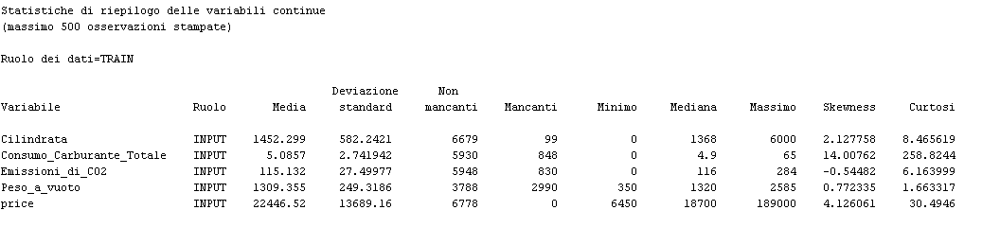 Statistiche di riepilogo delle variabili continue
(massimo 500 osservazioni stampate)
Ruolo dei dati=TRAIN
Deviazione Non
Variabile Ruolo Media standard mancanti Mancanti Minimo Mediana Massimo Skewness Curtosi
Cilindrata INPUT 1452.299 582.2421 6679 99 0 1368 6000 2.127758 8.465619
Consumo_Carburante_Totale INPUT 5.0857 2.741942 5930 848 0 4.9 65 14.00762 258.8244
Emissioni_di_CO2 INPUT 115.132 27.49977 5948 830 0 116 284 -0.54482 6.163999
Peso_a_vuoto INPUT 1309.355 249.3186 3788 2990 350 1320 2585 0.772335 1.663317
price INPUT 22446.52 13689.16 6778 0 6450 18700 189000 4.126061 30.4946